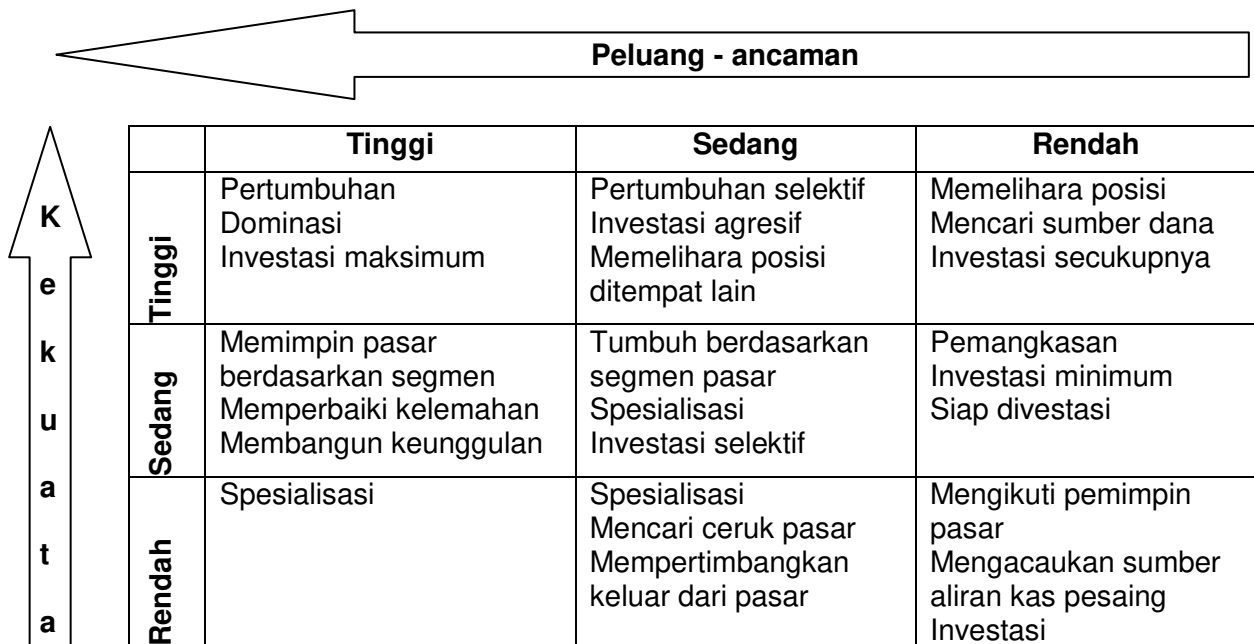 Peluang - ancaman
Tinggi Sedang Rendah
K
e
k
u
a
t
a
Tinggi
Pertumbuhan
Dominasi
Investasi maksimum
Pertumbuhan selektif
Investasi agresif
Memelihara posisi
ditempat lain
Memelihara posisi
Mencari sumber dana
Investasi secukupnya
Sedang
Memimpin pasar
berdasarkan segmen
Memperbaiki kelemahan
Membangun keunggulan
Tumbuh berdasarkan
segmen pasar
Spesialisasi
Investasi selektif
Pemangkasan
Investasi minimum
Siap divestasi
Rendah
Spesialisasi
Spesialisasi
Mencari ceruk pasar
Mempertimbangkan
keluar dari pasar
Mengikuti pemimpin
pasar
Mengacaukan sumber
aliran kas pesaing
Investasi